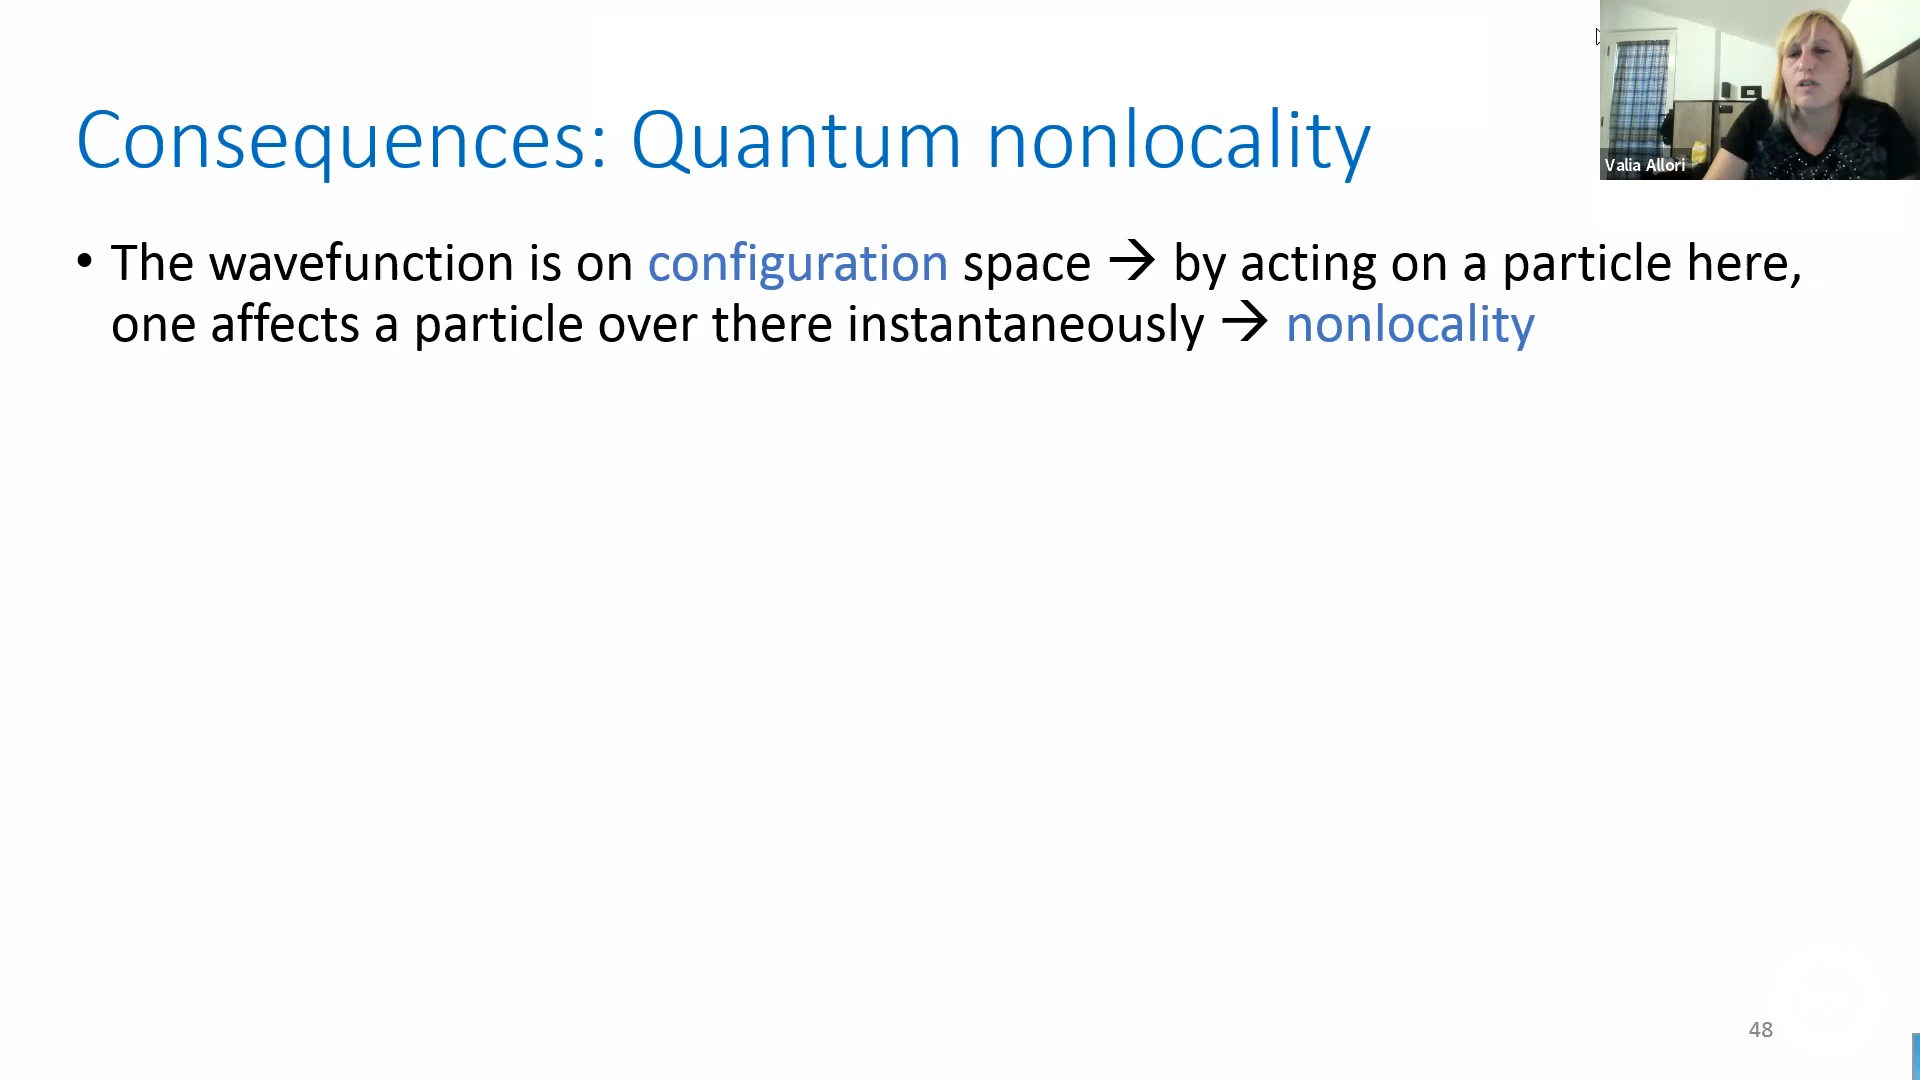 Consequences: Quantum nonlocality
Valia Allori
• The wavefunction is on configuration space → by acting on a particle here,
one affects a particle over there instantaneously → nonlocality
48